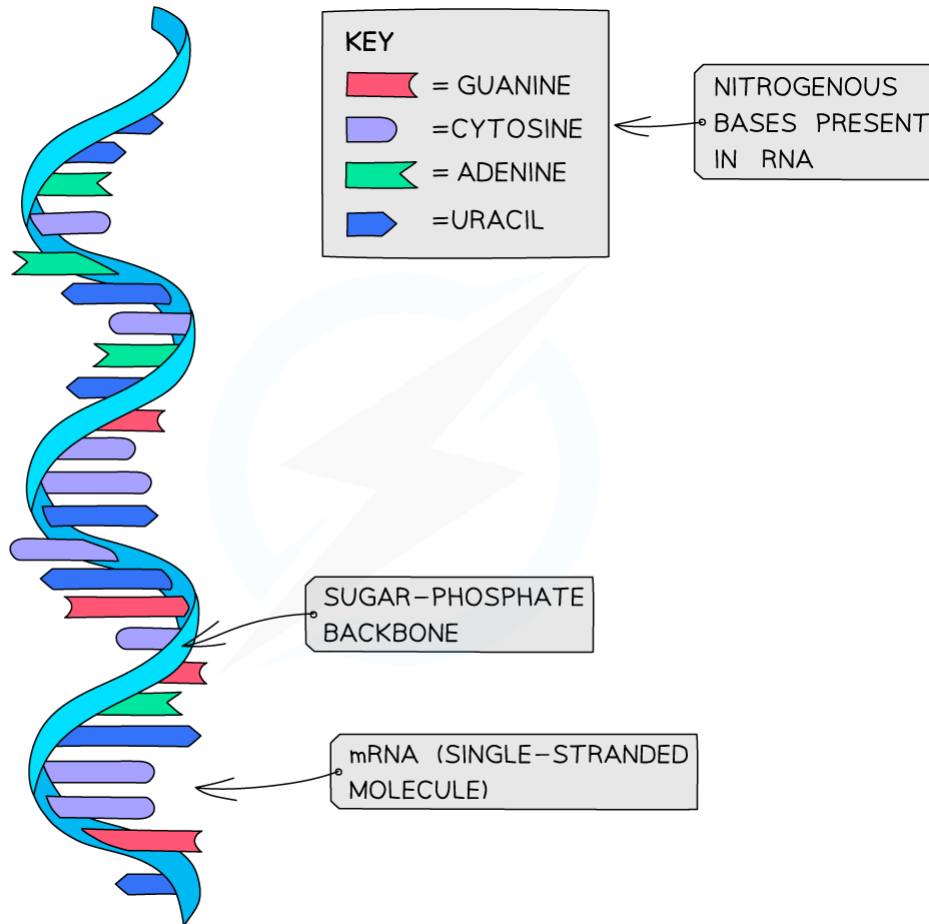 KEY
= GUANINE
=CYTOSINE
= ADENINE
=URACIL
NITROGENOUS
BASES PRESENT
IN RNA
SUGAR-PHOSPHATE
BACKBONE
mRNA (SINGLE-STRANDED
MOLECULE)